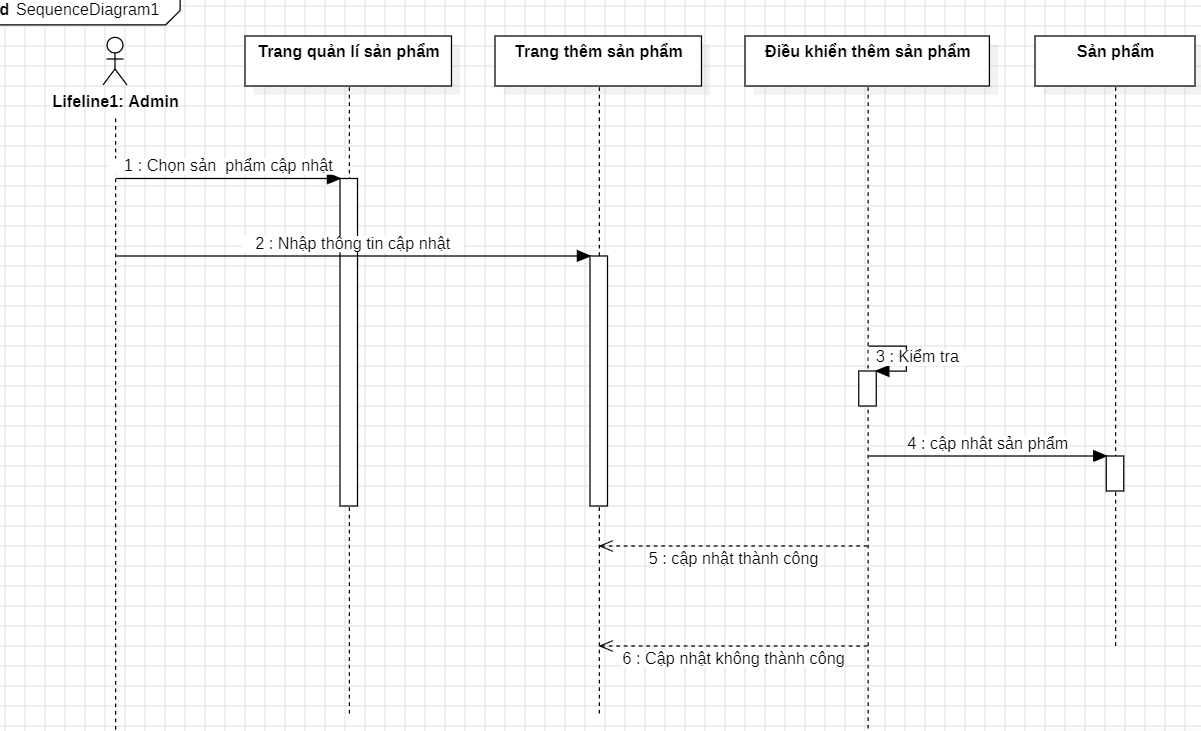 d SequenceDiagram1
Trang quản lí sản phẩm
Trang thêm sản phẩm
Điều khiển thêm sản phẩm
Sản phẩm
Lifeline1: Admin
1 : Chọn sản  phẩm cập nhật
2 : Nhập thông tin cập nhật
3 : Kiểm tra
4 : cập nhât sản phẩm
5 : cập nhật thành công
6 : Cập nhật không thành công